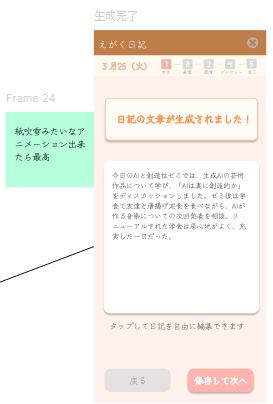 生成完了
えがく日記
3月25（火） 1 2 3 4 5
プレビュー
完了
Frame 24
紙吹雪みたいなア
ニメーション出来
たら最高
日記の文章が生成されました！
今日のAIと創造性ゼミでは、生成AIの芸術
作品について学び、「AIは真に創造的か」
をディスカッションしました。ゼミ後は学
食で友達と唐揚げ定食を食べながら、AIが
作る音楽についての次回発表を相談。リ
ニューアルされた学食は居心地がよく、充
実した一日だった。
タップして日記を自由に編集できます
戻る
保存して次へ